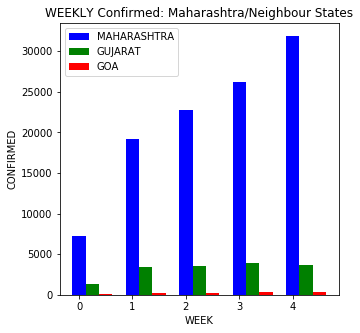 WEEKLY Confirmed: Maharashtra/Neighbour States
MAHARASHTRA
GUJARAT
GOA
30000
25000
20000
15000
10000
5000
0
CONFIRMED
0 1 2 3 4
WEEK